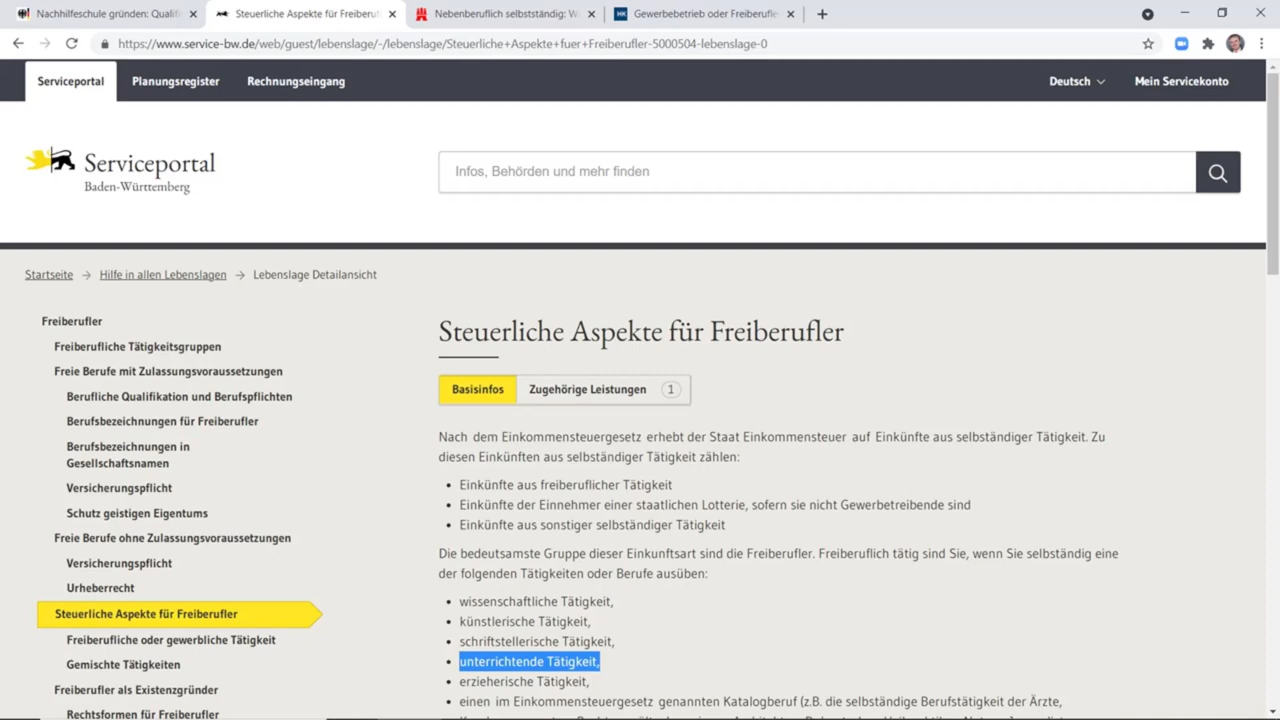 Nachhilfeschule gründen: Qualifi
Steuerliche Aspekte für Freiberuf
Nebenberuflich selbstständig: W
HK Gewerbebetrieb oder Freiberufle
https://www.service-bw.de/web/guest/lebenslage/-/lebenslage/Steuerliche+Aspekte+fuer+Freiberufler-5000504-lebenslage-0
Serviceportal Planungsregister Rechnungseingang Deutsch Mein Servicekonto
Serviceportal
Baden-Württemberg
Infos, Behörden und mehr finden
Startseite → Hilfe in allen Lebenslagen → Lebenslage Detailansicht
Freiberufler
Freiberufliche Tätigkeitsgruppen
Freie Berufe mit Zulassungsvoraussetzungen
Berufliche Qualifikation und Berufspflichten
Berufsbezeichnungen für Freiberufler
Berufsbezeichnungen in
Gesellschaftsnamen
Versicherungspflicht
Schutz geistigen Eigentums
Freie Berufe ohne Zulassungsvoraussetzungen
Versicherungspflicht
Urheberrecht
Steuerliche Aspekte für Freiberufler
Freiberufliche oder gewerbliche Tätigkeit
Gemischte Tätigkeiten
Freiberufler als Existenzgründer
Rechtsformen für Freiberufler
Steuerliche Aspekte für Freiberufler
Basisinfos Zugehörige Leistungen 1
Nach dem Einkommensteuergesetz erhebt der Staat Einkommensteuer auf Einkünfte aus selbständiger Tätigkeit. Zu
diesen Einkünften aus selbständiger Tätigkeit zählen:
• Einkünfte aus freiberuflicher Tätigkeit
• Einkünfte der Einnehmer einer staatlichen Lotterie, sofern sie nicht Gewerbetreibende sind
• Einkünfte aus sonstiger selbständiger Tätigkeit
Die bedeutsamste Gruppe dieser Einkunftsart sind die Freiberufler. Freiberuflich tätig sind Sie, wenn Sie selbständig eine
der folgenden Tätigkeiten oder Berufe ausüben:
• wissenschaftliche Tätigkeit,
• künstlerische Tätigkeit,
• schriftstellerische Tätigkeit,
• unterrichtende Tätigkeit,
• erzieherische Tätigkeit,
• einen im Einkommensteuergesetz genannten Katalogberuf (z.B. die selbständige Berufstätigkeit der Ärzte,